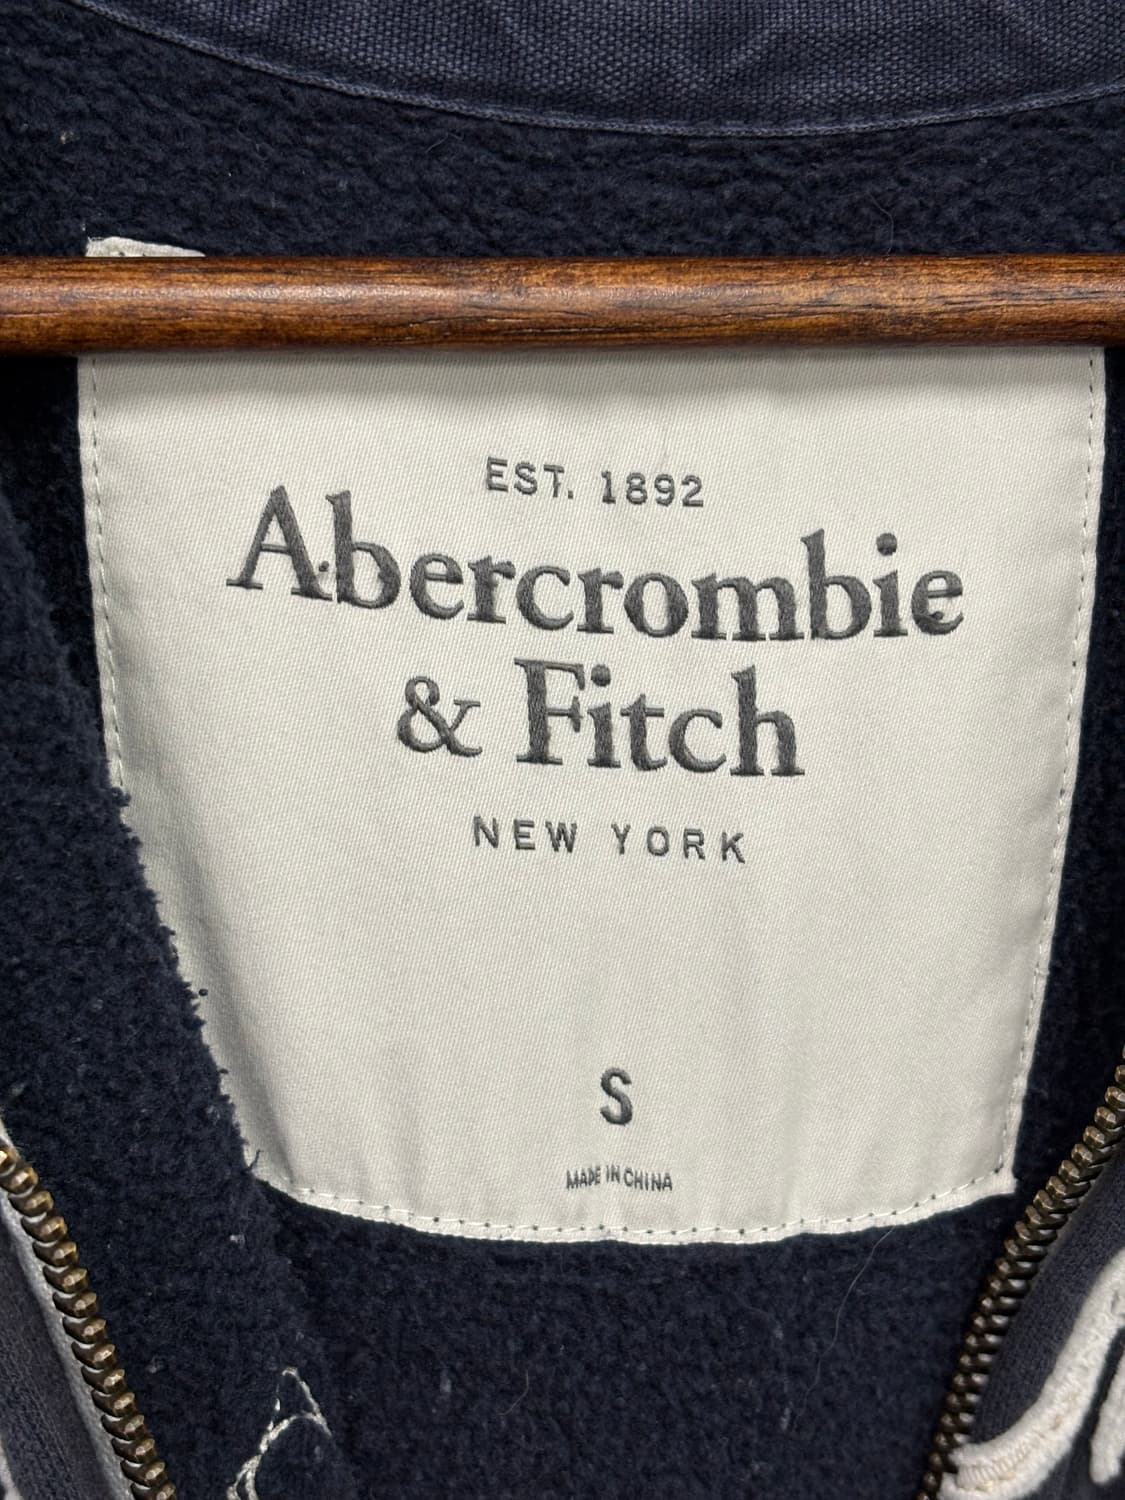 EST. 1892
Abercrombie
& Fitch
NEW YORK
S
MADE IN CHINA